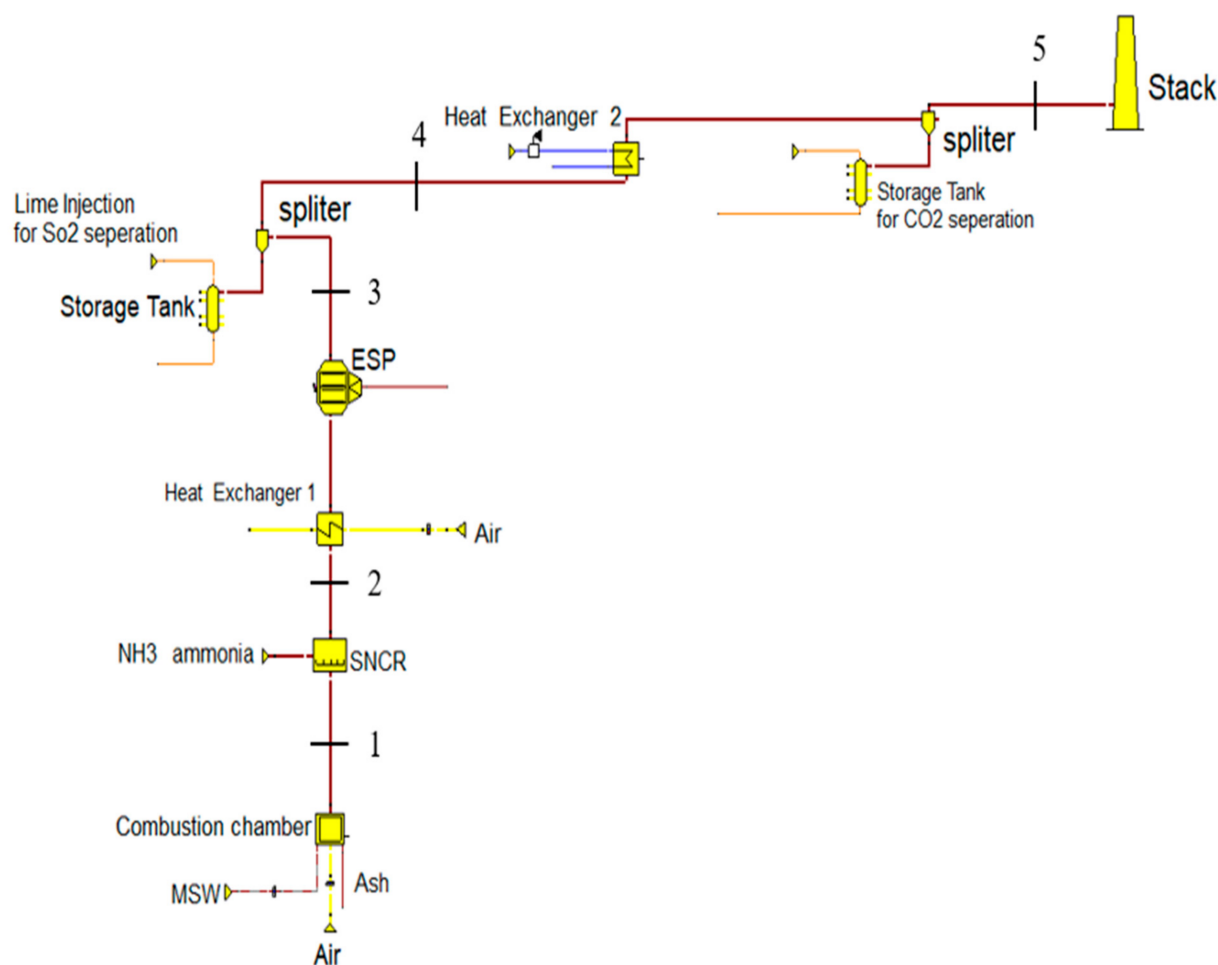 5
Stack
Heat Exchanger 2
4
spliter
Storage Tank
for CO2 seperation
Lime Injection
for So2 seperation
spliter
Storage Tank
3
ESP
Heat Exchanger 1
Air
2
NH3 ammonia
SNCR
1
Combustion chamber
MSW
Ash
Air